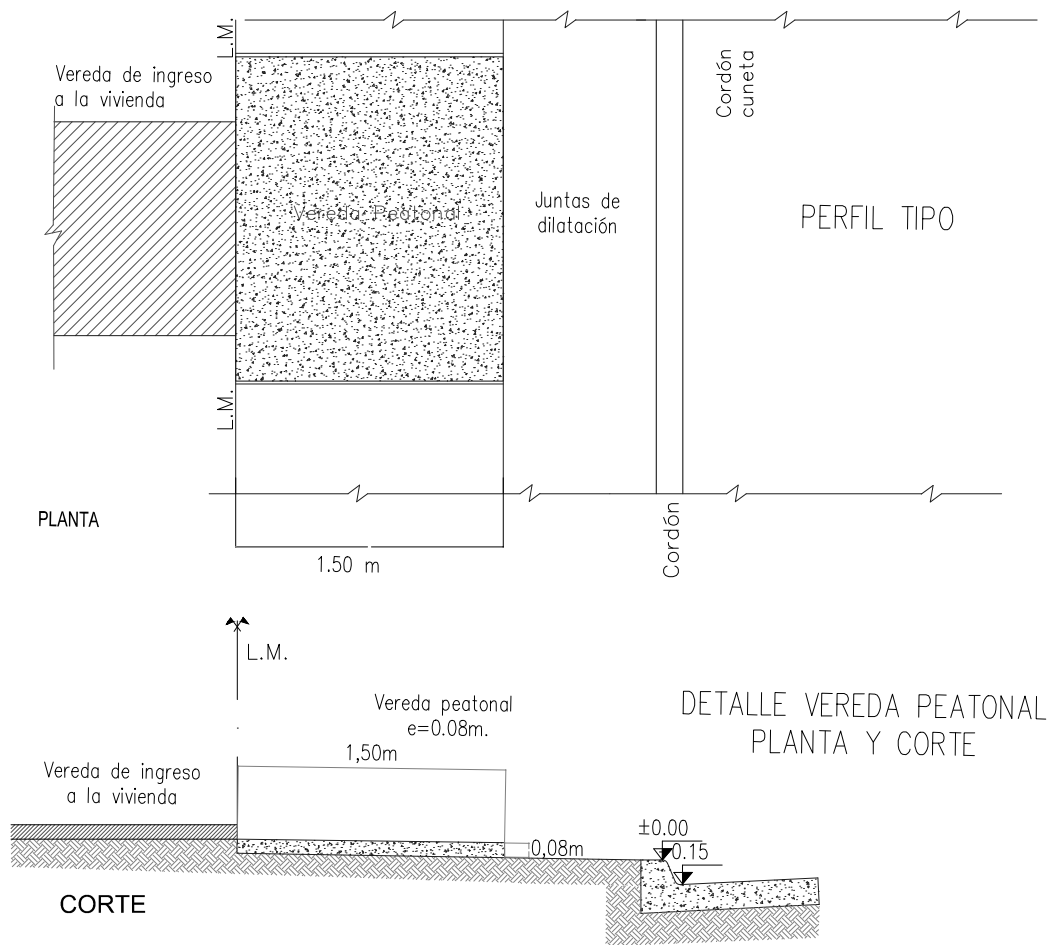 L.M.
Vereda de ingreso
a la vivienda
Cordón
cuneta
Vereda Peatonal
Juntas de
dilatación
PERFIL TIPO
L.M.
PLANTA
1.50 m
Cordón
L.M.
Vereda peatonal
e=0.08m.
1,50m
DETALLE VEREDA PEATONAL
PLANTA Y CORTE
Vereda de ingreso
a la vivienda
0,08m
±0.00
0.15
CORTE